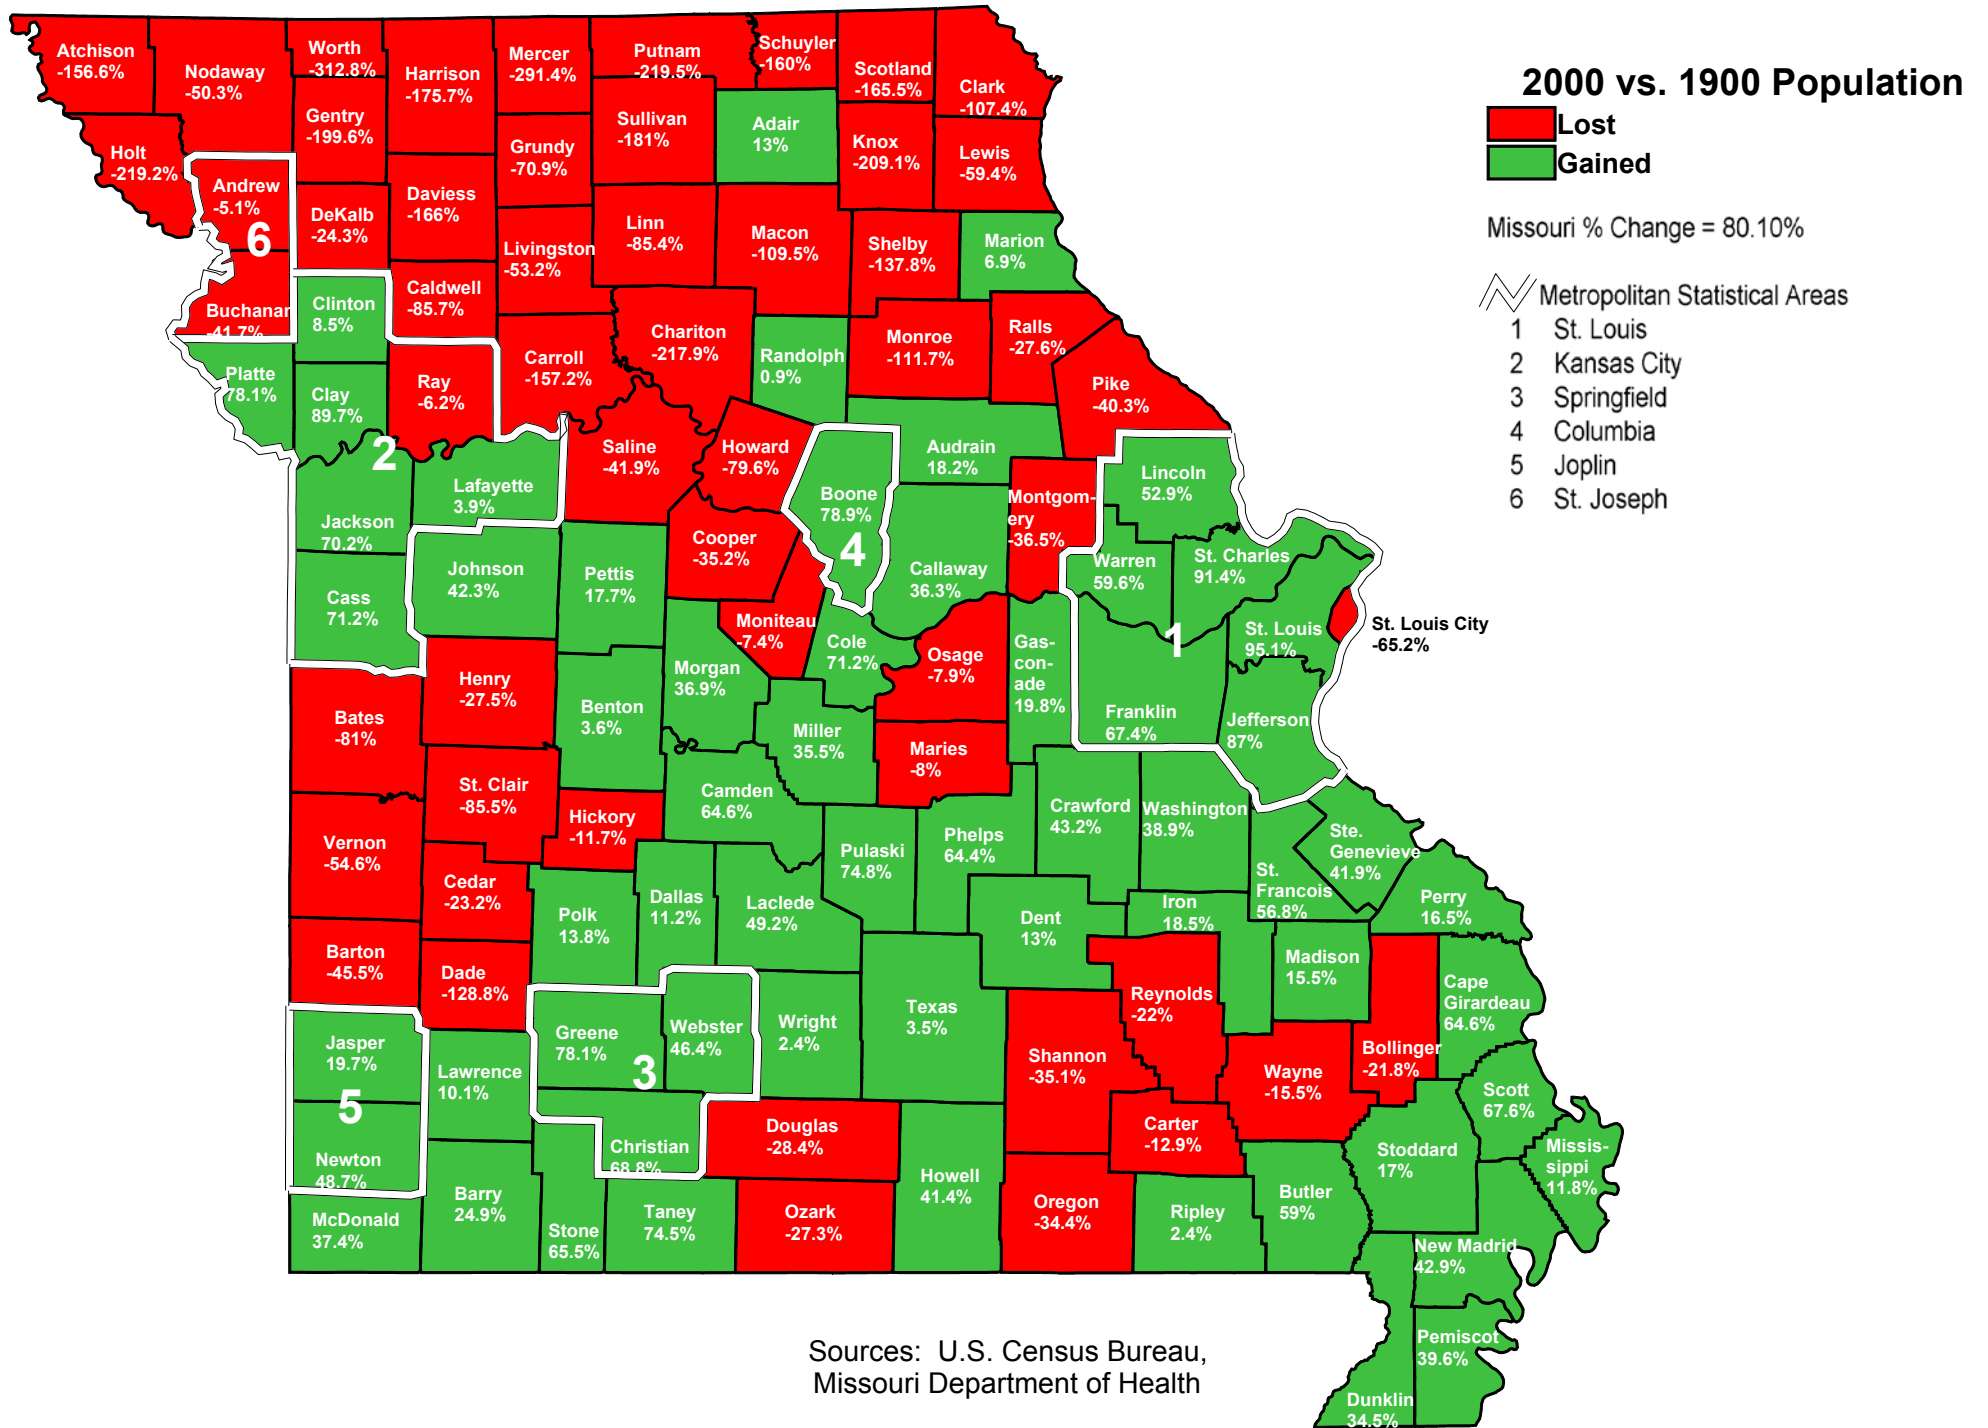 2000 vs. 1900 Population
Lost
Gained
Missouri % Change = 80.10%
Metropolitan Statistical Areas
1 St. Louis
2 Kansas City
3 Springfield
4 Columbia
5 Joplin
6 St. Joseph
Atchison
-156.6%
Nodaway
-50.3%
Worth
-312.8%
Harrison
-175.7%
Mercer
-291.4%
Putnam
-219.5%
Schuyler
-160%
Scotland
-165.5%
Clark
-107.4%
Holt
-219.2%
Gentry
-199.6%
Grundy
-70.9%
Sullivan
-181%
Adair
13%
Knox
-209.1%
Lewis
-59.4%
Andrew
-5.1%
6
DeKalb
-24.3%
Daviess
-166%
Livingston
-53.2%
Linn
-85.4%
Macon
-109.5%
Shelby
-137.8%
Marion
6.9%
Buchanan
-41.7%
Clinton
8.5%
Caldwell
-85.7%
Chariton
-217.9%
Randolph
0.9%
Monroe
-111.7%
Ralls
-27.6%
Platte
78.1%
Clay
89.7%
Ray
-6.2%
Carroll
-157.2%
Pike
-40.3%
2
Lafayette
3.9%
Saline
-41.9%
Howard
-79.6%
Boone
78.9%
4
Audrain
18.2%
Montgom-
ery
-36.5%
Lincoln
52.9%
Jackson
70.2%
Cass
71.2%
Johnson
42.3%
Pettis
17.7%
Cooper
-35.2%
Moniteau
-7.4%
Cole
71.2%
Callaway
36.3%
Osage
-7.9%
Gas-
con-
ade
19.8%
Warren
59.6%
St. Charles
91.4%
1
St. Louis
95.1%
St. Louis City
-65.2%
Franklin
67.4%
Jefferson
87%
Bates
-81%
Henry
-27.5%
Benton
3.6%
Morgan
36.9%
Miller
35.5%
Maries
-8%
St. Clair
-85.5%
Hickory
-11.7%
Camden
64.6%
Pulaski
74.8%
Phelps
64.4%
Crawford
43.2%
Washington
38.9%
St.
Francois
56.8%
Ste.
Genevieve
41.9%
Perry
16.5%
Vernon
-54.6%
Cedar
-23.2%
Polk
13.8%
Dallas
11.2%
Laclede
49.2%
Dent
13%
Iron
18.5%
Madison
15.5%
Cape
Girardeau
64.6%
Barton
-45.5%
Dade
-128.8%
Greene
78.1%
3
Webster
46.4%
Wright
2.4%
Texas
3.5%
Shannon
-35.1%
Reynolds
-22%
Wayne
-15.5%
Bollinger
-21.8%
Scott
67.6%
Jasper
19.7%
5
Newton
48.7%
Lawrence
10.1%
Christian
68.8%
Douglas
-28.4%
Howell
41.4%
Carter
-12.9%
Stoddard
17%
Missis-
sippi
11.8%
McDonald
37.4%
Barry
24.9%
Stone
65.5%
Taney
74.5%
Ozark
-27.3%
Oregon
-34.4%
Ripley
2.4%
Butler
59%
New Madrid
42.9%
Pemiscot
39.6%
Dunklin
34.5%
Sources: U.S. Census Bureau,
Missouri Department of Health